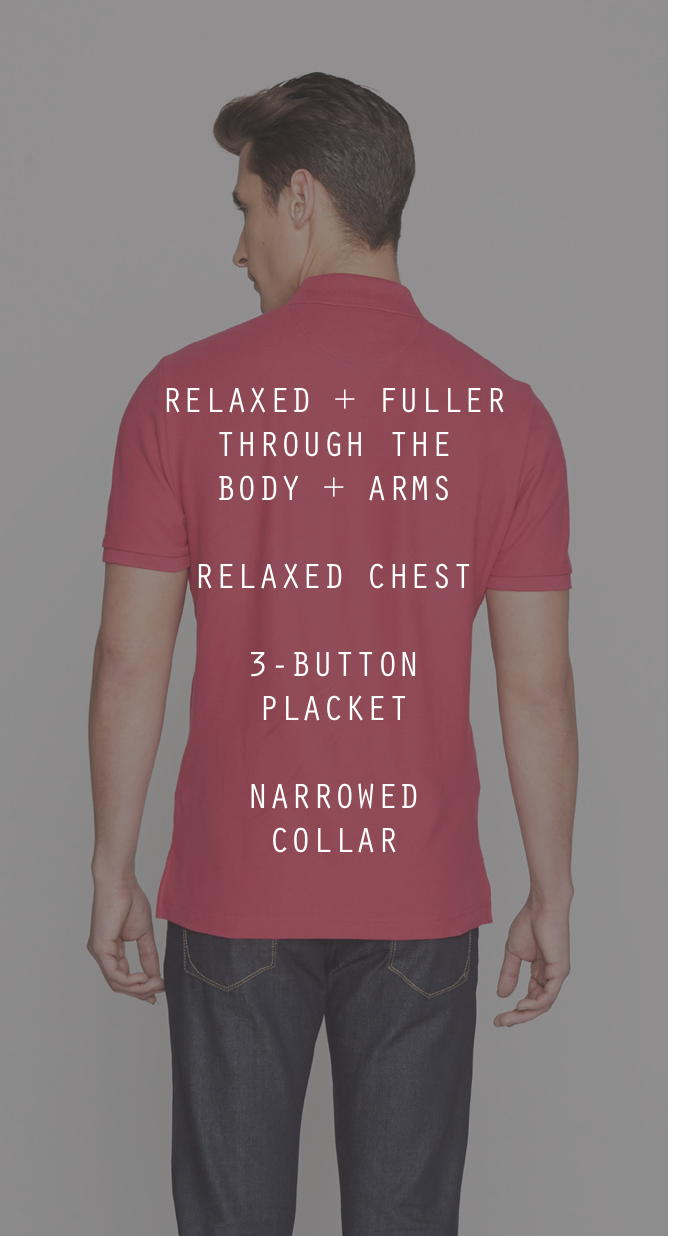 RELAXED + FULLER
THROUGH THE
BODY + ARMS
RELAXED CHEST
3-BUTTON
PLACKET
NARROWED
COLLAR